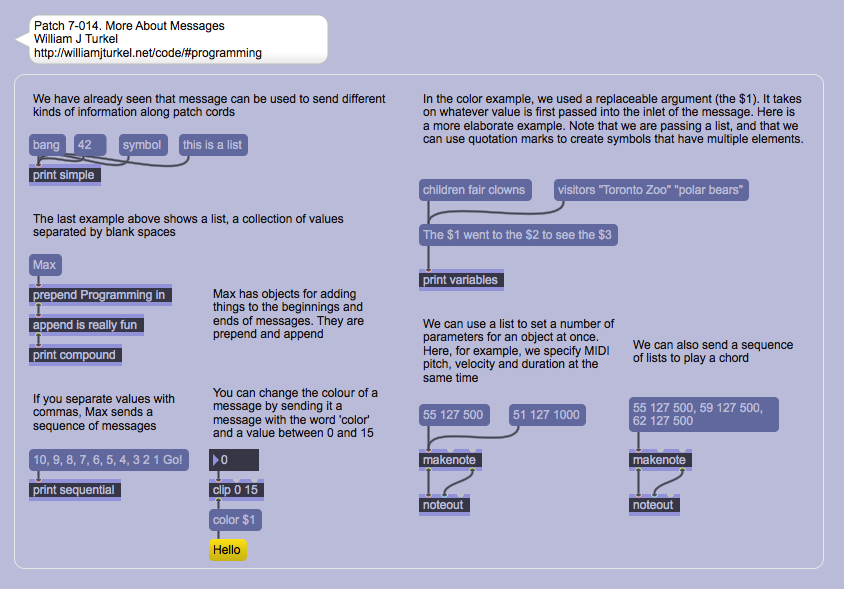 Patch 7-014. More About Messages
William J Turkel
http://williamjturkel.net/code/#programming
We have already seen that message can be used to send different
kinds of information along patch cords
bang
42
symbol
this is a list
print simple
The last example above shows a list, a collection of values
separated by blank spaces
Max
prepend Programming in
append is really fun
print compound
Max has objects for adding
things to the beginnings and
ends of messages. They are
prepend and append
If you separate values with
commas, Max sends a
sequence of messages
10, 9, 8, 7, 6, 5, 4, 3 2 1 Go!
print sequential
You can change the colour of a
message by sending it a
message with the word 'color'
and a value between 0 and 15
0
clip 0 15
color $1
Hello
In the color example, we used a replaceable argument (the $1). It takes
on whatever value is first passed into the inlet of the message. Here is
a more elaborate example. Note that we are passing a list, and that we
can use quotation marks to create symbols that have multiple elements.
children fair clowns
visitors "Toronto Zoo" "polar bears"
The $1 went to the $2 to see the $3
print variables
We can use a list to set a number of
parameters for an object at once.
Here, for example, we specify MIDI
pitch, velocity and duration at the
same time
55 127 500
51 127 1000
makenote
noteout
We can also send a sequence
of lists to play a chord
55 127 500, 59 127 500,
62 127 500
makenote
noteout